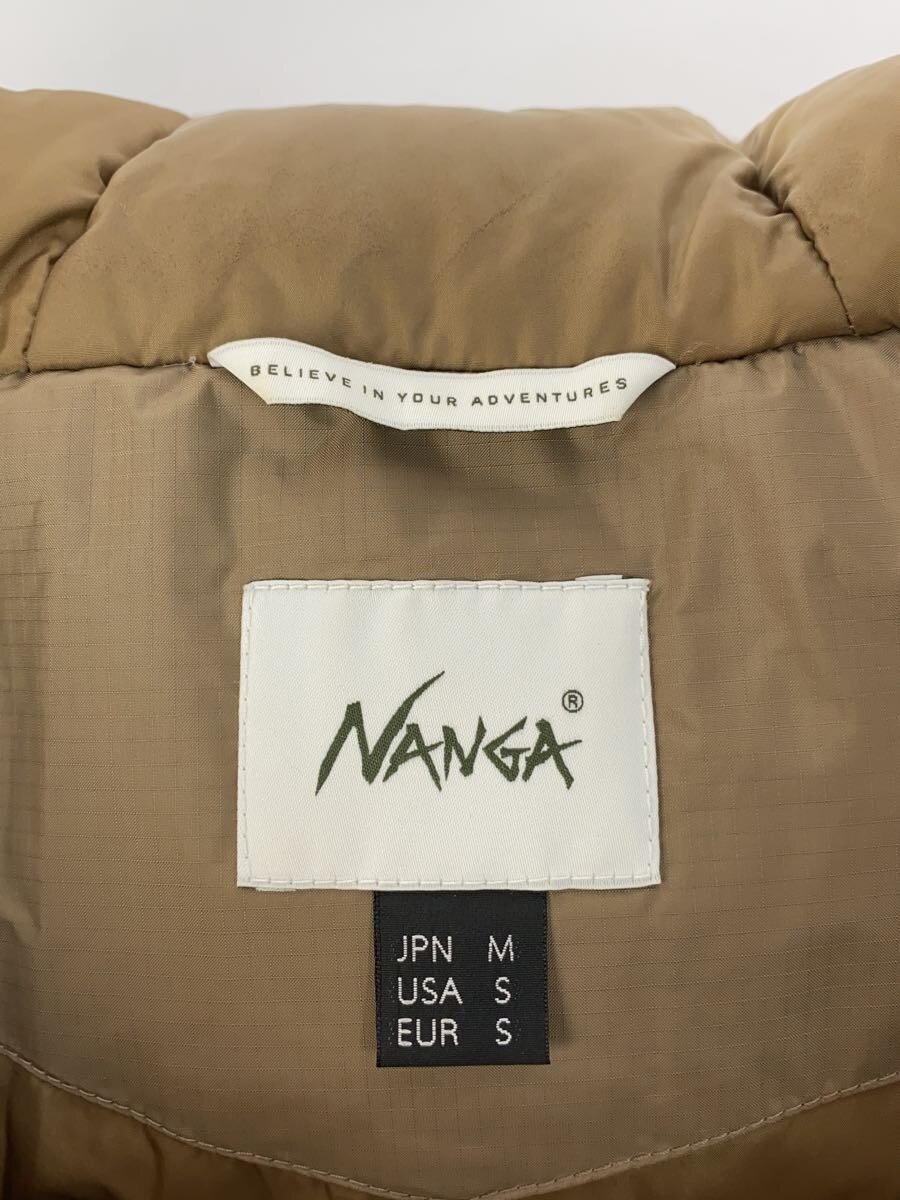 BELIEVE IN YOUR ADVENTURES
NANGA®
JPN M
USA S
EUR S